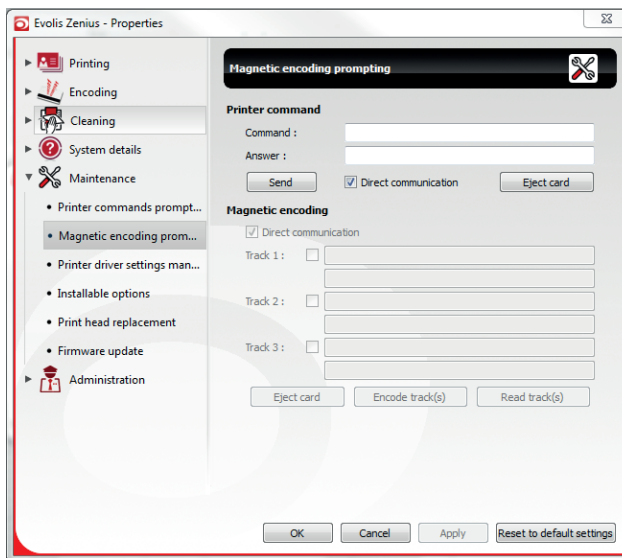 Evolis Zenius - Properties
Printing
Encoding
Cleaning
System details
Maintenance
Printer commands prompt...
Magnetic encoding prom...
Printer driver settings man...
Installable options
Print head replacement
Firmware update
Administration
Magnetic encoding prompting
Printer command
Command :
Answer :
Send
Direct communication
Eject card
Magnetic encoding
Direct communication
Track 1 :
Track 2 :
Track 3 :
Eject card
Encode track(s)
Read track(s)
OK
Cancel
Apply
Reset to default settings